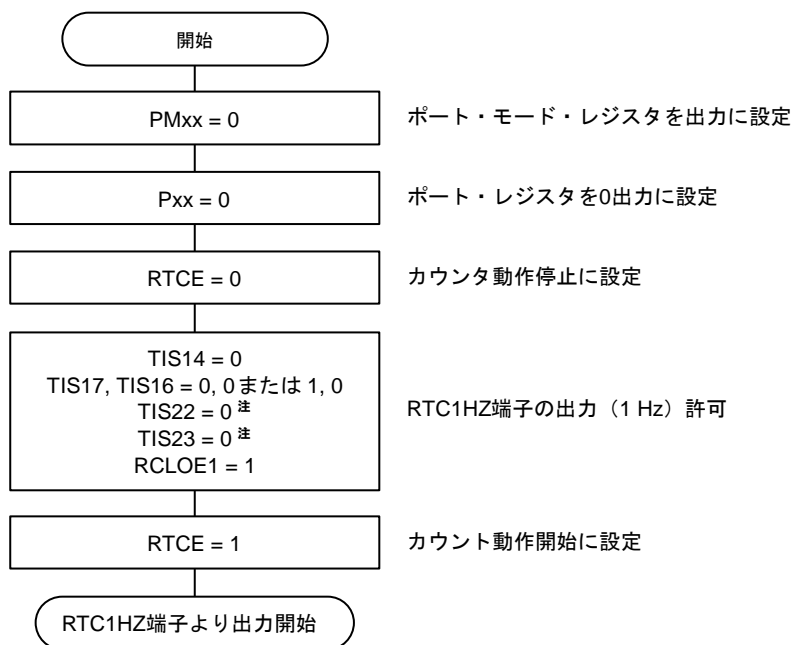 開始
PMxx = 0
ポート・モード・レジスタを出力に設定
Pxx = 0
ポート・レジスタを0出力に設定
RTCE = 0
カウンタ動作停止に設定
TIS14 = 0
TIS17, TIS16 = 0, 0または 1, 0
TIS22 = 0 注
TIS23 = 0 注
RCLOE1 = 1
RTC1HZ端子の出力（1 Hz）許可
RTCE = 1
カウント動作開始に設定
RTC1HZ端子より出力開始